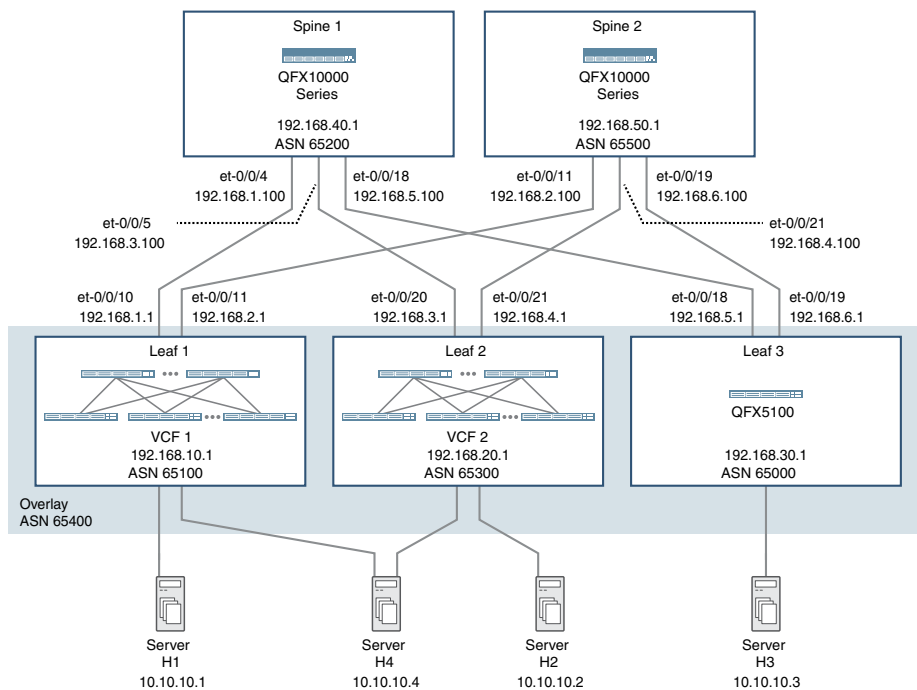 Spine 1
QFX10000
Series
192.168.40.1
ASN 65200
Spine 2
QFX10000
Series
192.168.50.1
ASN 65500
et-0/0/4
192.168.1.100
et-0/0/18
192.168.5.100
et-0/0/11
192.168.2.100
et-0/0/19
192.168.6.100
et-0/0/5
192.168.3.100
et-0/0/21
192.168.4.100
et-0/0/10
192.168.1.1
et-0/0/11
192.168.2.1
et-0/0/20
192.168.3.1
et-0/0/21
192.168.4.1
et-0/0/18
192.168.5.1
et-0/0/19
192.168.6.1
Leaf 1
VCF 1
192.168.10.1
ASN 65100
Leaf 2
VCF 2
192.168.20.1
ASN 65300
Leaf 3
QFX5100
192.168.30.1
ASN 65000
Overlay
ASN 65400
Server
H1
10.10.10.1
Server
H4
10.10.10.4
Server
H2
10.10.10.2
Server
H3
10.10.10.3